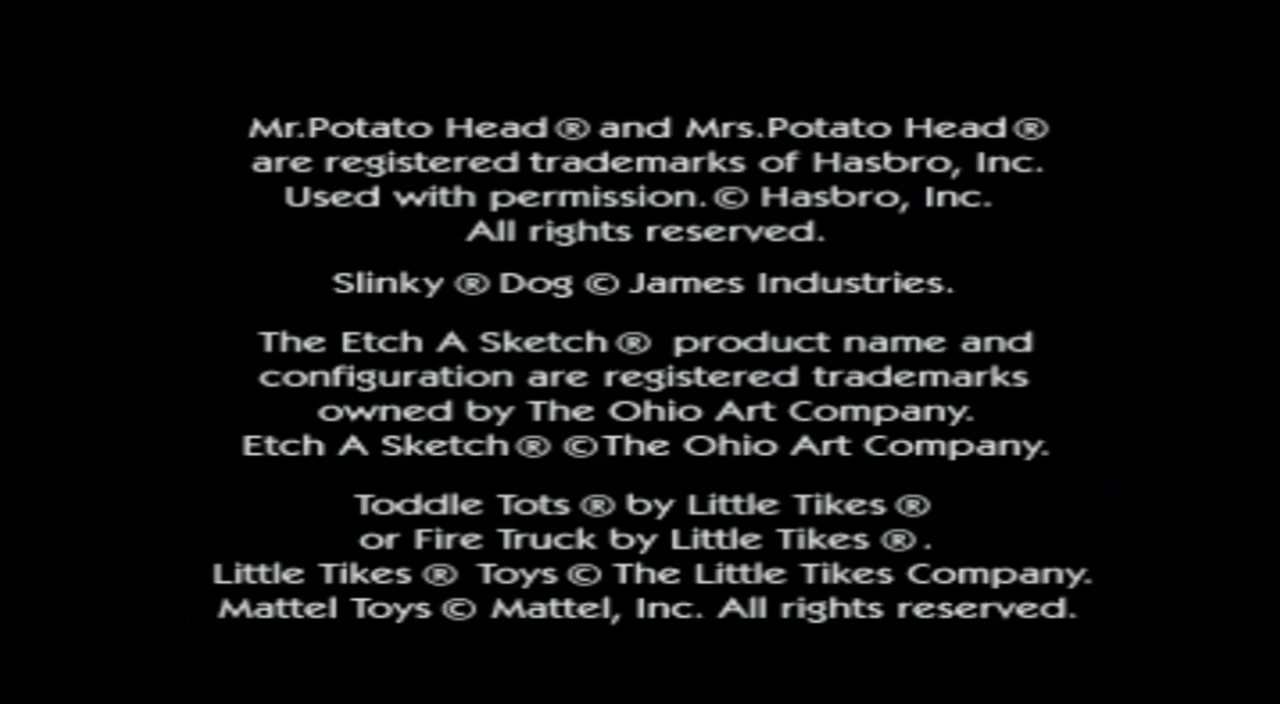 Mr.Potato Head® and Mrs.Potato Head®
are registered trademarks of Hasbro, Inc.
Used with permission.© Hasbro, Inc.
All rights reserved.
Slinky ® Dog © James Industries.
The Etch A Sketch® product name and
configuration are registered trademarks
owned by The Ohio Art Company.
Etch A Sketch® ©The Ohio Art Company.
Toddle Tots ® by Little Tikes ®
or Fire Truck by Little Tikes ®.
Little Tikes ® Toys © The Little Tikes Company.
Mattel Toys © Mattel, Inc. All rights reserved.